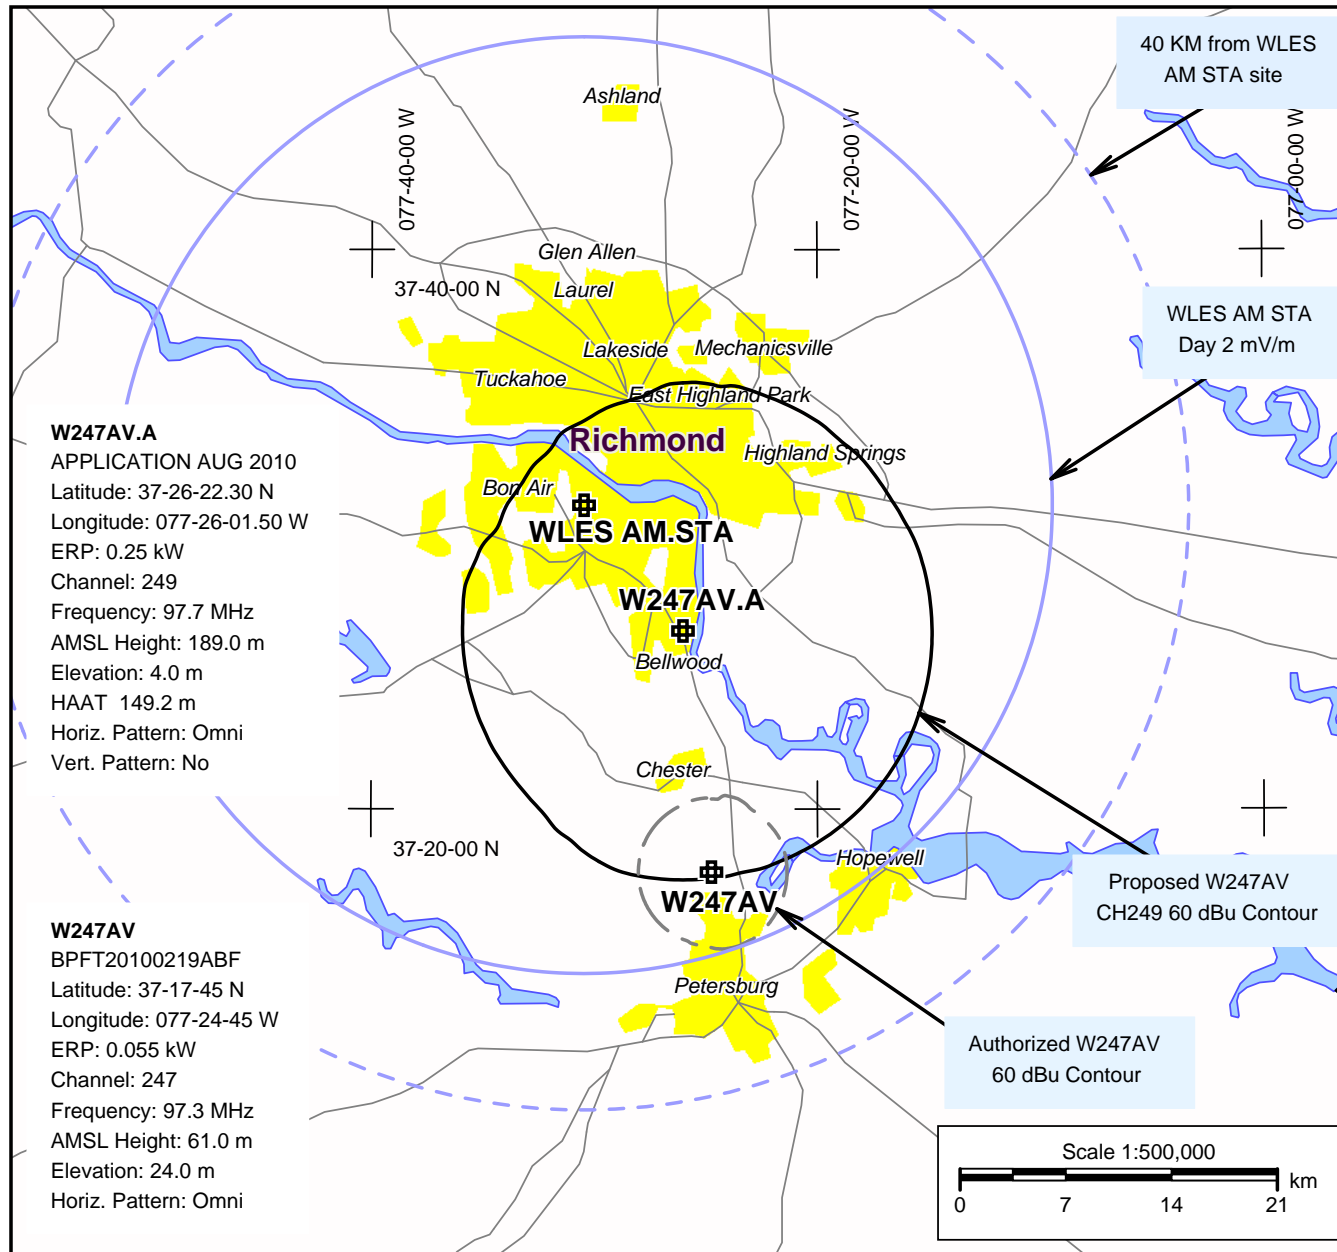 40 KM from WLES
AM STA site
Ashland
077-40-00 W
077-20-00 W
077-00-00 W
Glen Allen
37-40-00 N
Laurel
WLES AM STA
Day 2 mV/m
Lakeside
Mechanicsville
Tuckahoe
East Highland Park
Richmond
Highland Springs
Bon Air
WLES AM.STA
W247AV.A
APPLICATION AUG 2010
Latitude: 37-26-22.30 N
Longitude: 077-26-01.50 W
ERP: 0.25 kW
Channel: 249
Frequency: 97.7 MHz
AMSL Height: 189.0 m
Elevation: 4.0 m
HAAT  149.2 m
Horiz. Pattern: Omni
Vert. Pattern: No
W247AV.A
Bellwood
Chester
37-20-00 N
Hopewell
W247AV
Proposed W247AV
CH249 60 dBu Contour
Petersburg
W247AV
BPFT20100219ABF
Latitude: 37-17-45 N
Longitude: 077-24-45 W
ERP: 0.055 kW
Channel: 247
Frequency: 97.3 MHz
AMSL Height: 61.0 m
Elevation: 24.0 m
Horiz. Pattern: Omni
Authorized W247AV
60 dBu Contour
Scale 1:500,000
km
0 7 14 21